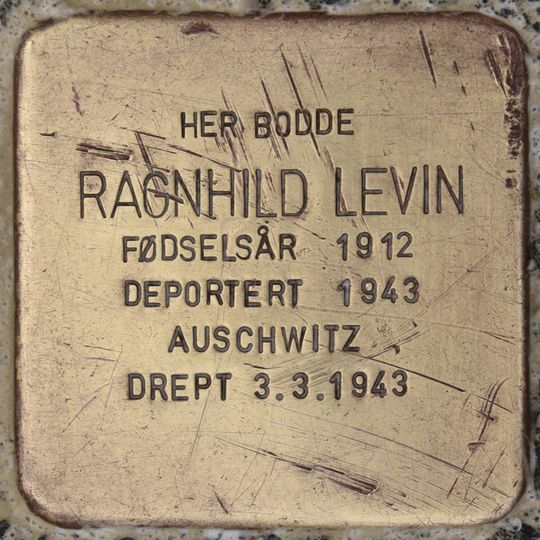 HER BODDE
RAGNHILD LEVIN
FØDSELSÅR 1912
DEPORTERT 1943
AUSCHWITZ
DREPT 3.3.1943